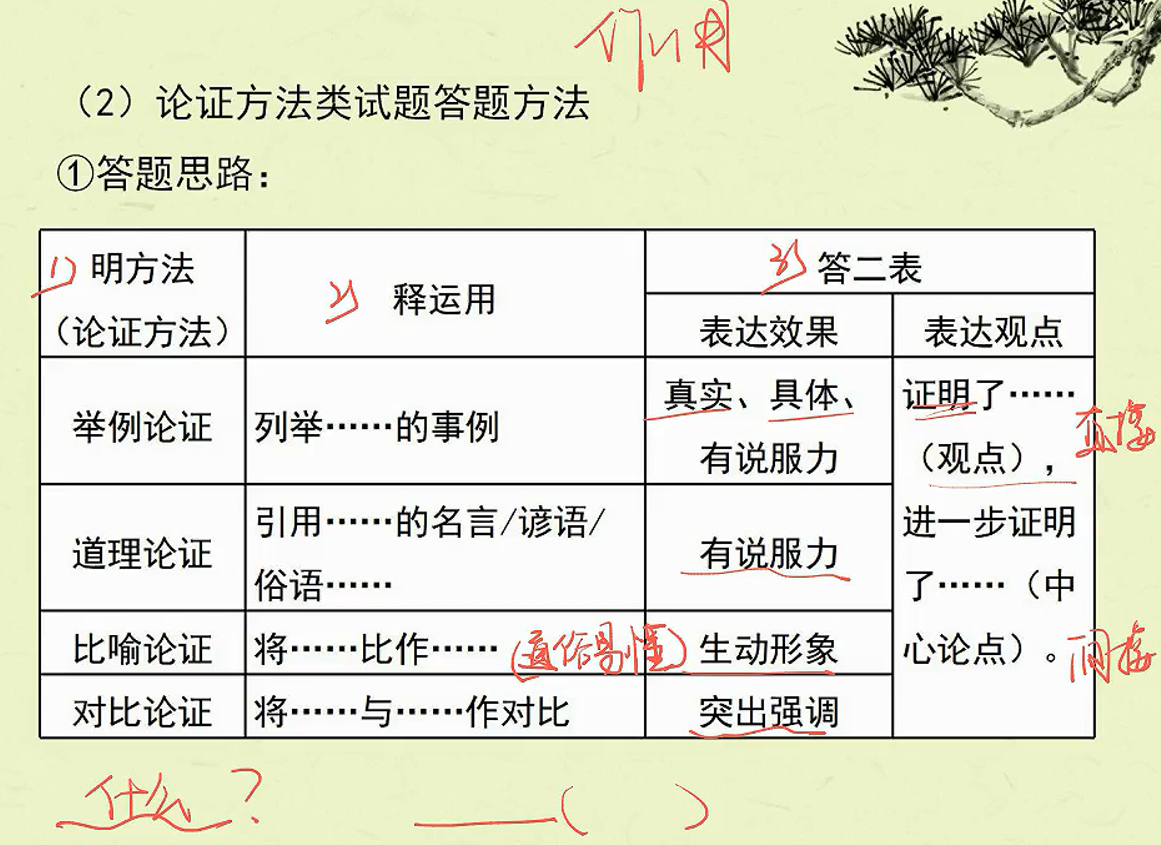 作用
(2)论证方法类试题答题方法
①答题思路:
1) 明方法
(论证方法)
2) 释运用
3) 答二表
表达效果
表达观点
举例论证
列举……的事例
真实、具体、
有说服力
证明了……
(观点),
进一步证明
了……(中
心论点)。
直接
间接
道理论证
引用……的名言/谚语/
俗语……
有说服力
比喻论证
将……比作……
(通俗易懂)
生动形象
对比论证
将……与……作对比
突出强调
什么?
( )